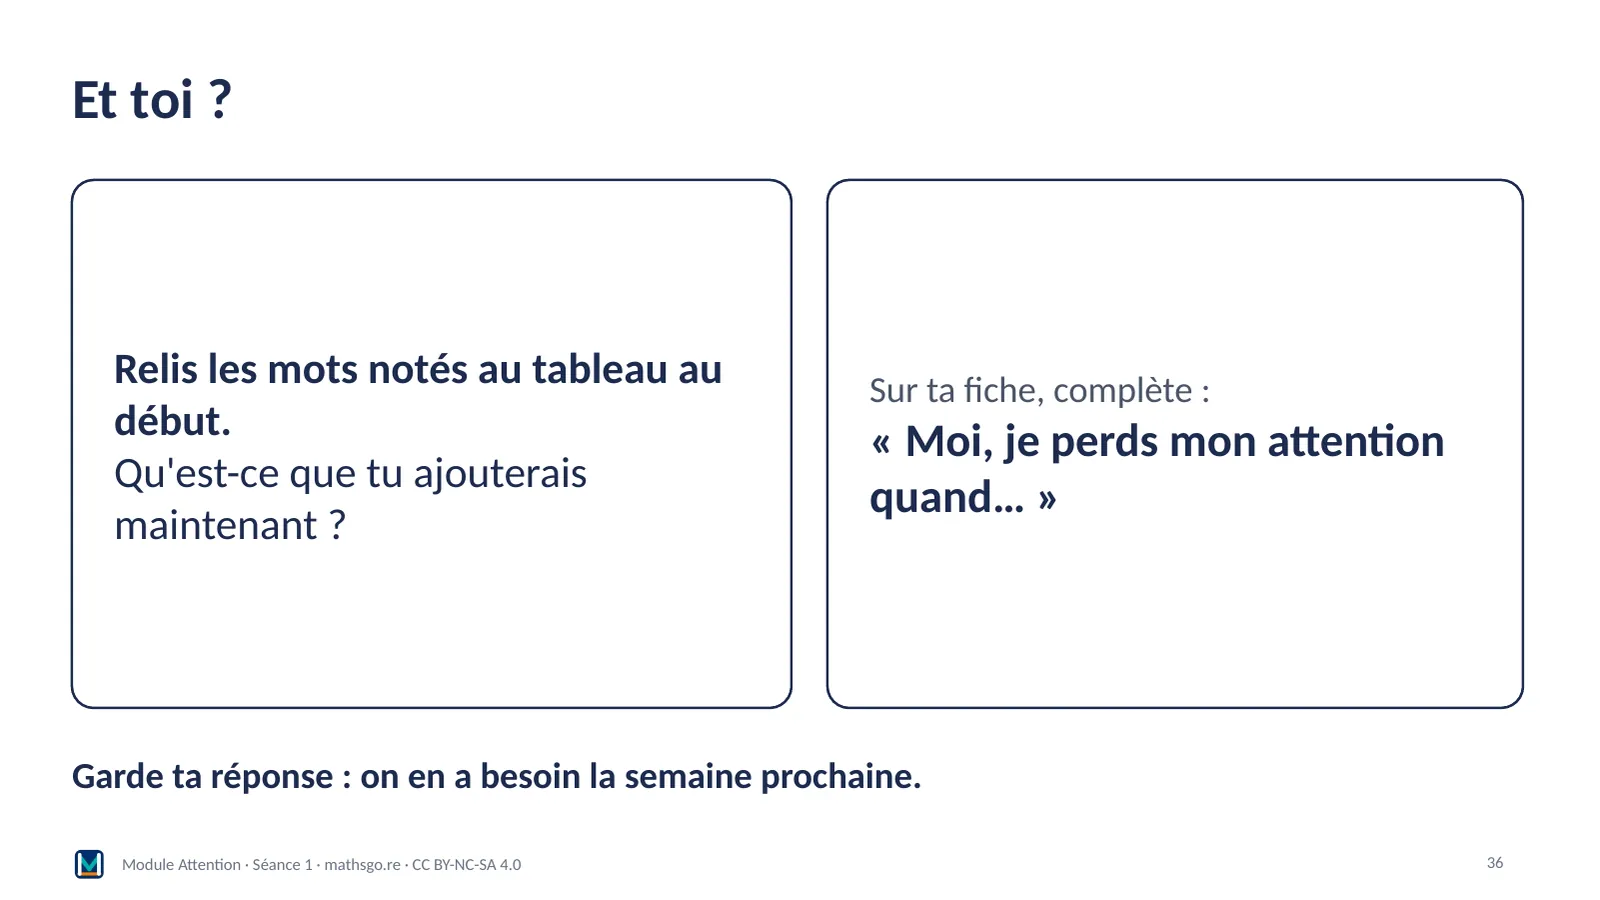 Et toi ?
Relis les mots notés au tableau au
début.
Qu'est-ce que tu ajouterais
maintenant ?
Sur ta fiche, complète :
« Moi, je perds mon attention
quand… »
Garde ta réponse : on en a besoin la semaine prochaine.
Module Attention · Séance 1 · mathsgo.re · CC BY-NC-SA 4.0
36